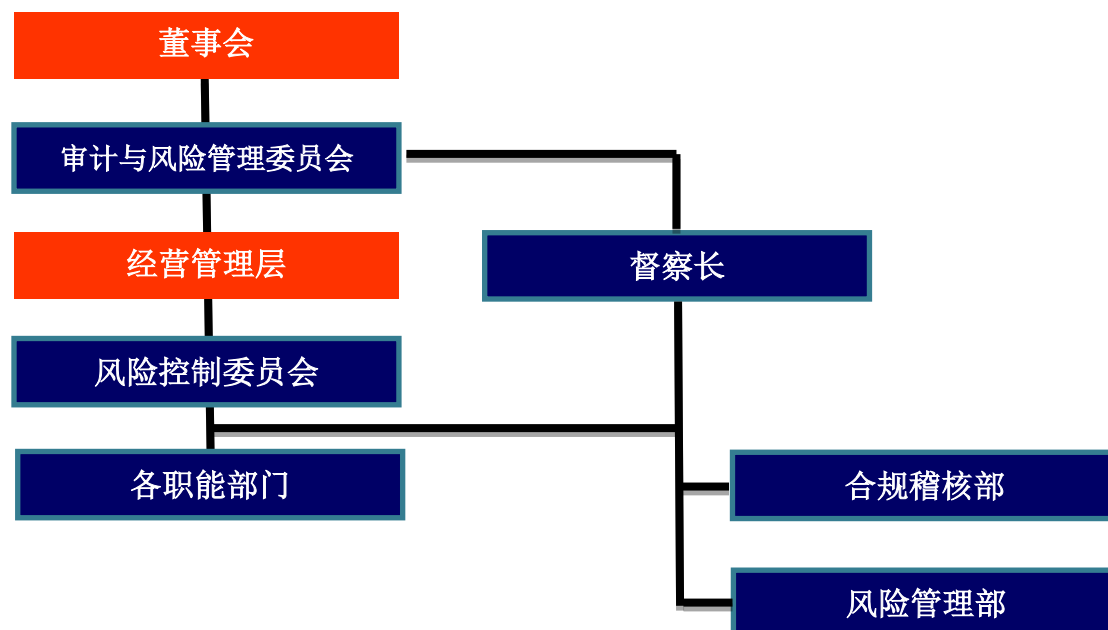 董事会
审计与风险管理委员会
经营管理层
督察长
风险控制委员会
各职能部门
合规稽核部
风险管理部